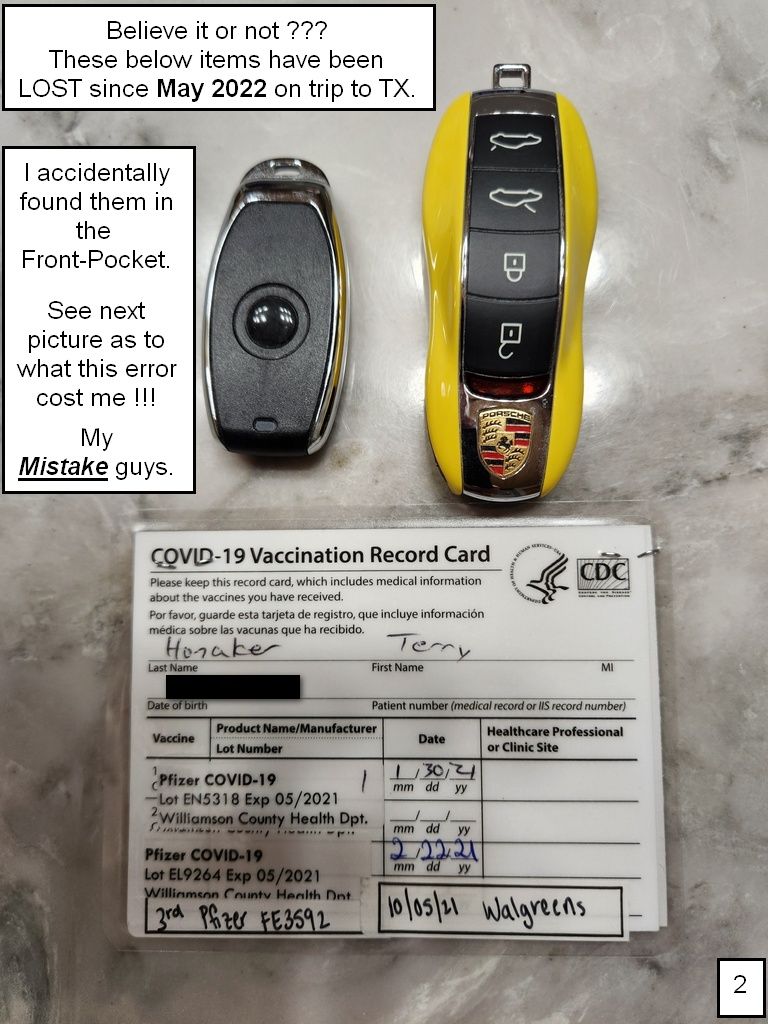 Believe it or not ???
These below items have been
LOST since May 2022 on trip to TX.
I accidentally
found them in
the
Front-Pocket.
See next
picture as to
what this error
cost me !!!
My
Mistake guys.
PORSCHE
COVID-19 Vaccination Record Card
Please keep this record card, which includes medical information
about the vaccines you have received.
Por favor, guarde esta tarjeta de registro, que incluye información
médica sobre las vacunas que ha recibido.
CDC
Honaker Terry
Last Name First Name MI
Date of birth Patient number (medical record or IIS record number)
Vaccine Product Name/Manufacturer Date Healthcare Professional
Lot Number or Clinic Site
Pfizer COVID-19 1 1/30/21
Lot EN5318 Exp 05/2021 mm dd yy
Williamson County Health Dpt. / /
mm dd yy
Pfizer COVID-19 2/22/21
Lot EL9264 Exp 05/2021 mm dd yy
Williamson County Health Dpt
3rd Pfizer FE3592 10/05/21 Walgreens
2